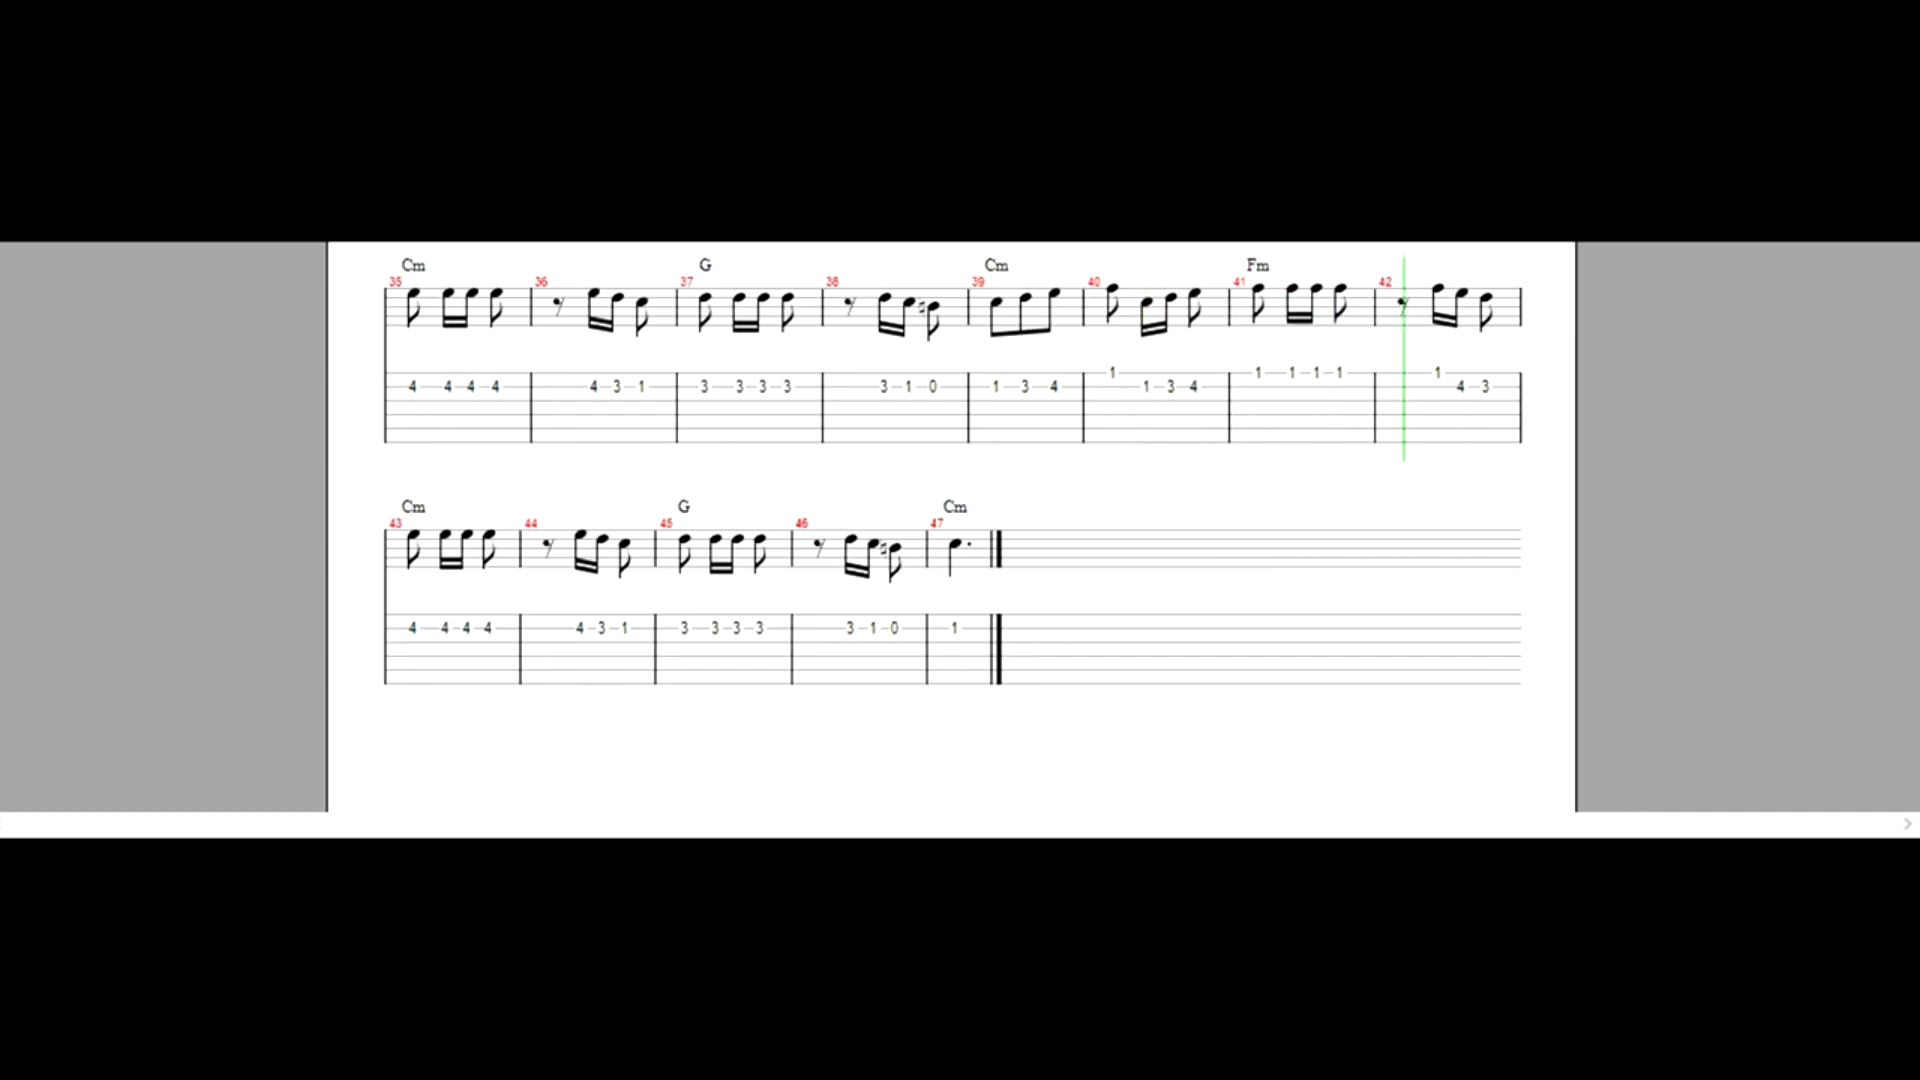 Cm G Cm Fm
35 36 37 38 39 40 41 42
1 1 1 1 1 1
4 4 4 4 4 3 1 3 3 3 3 3 1 0 1 3 4 1 3 4 4 3
Cm G Cm
43 44 45 46 47
4 4 4 4 4 3 1 3 3 3 3 3 1 0 1